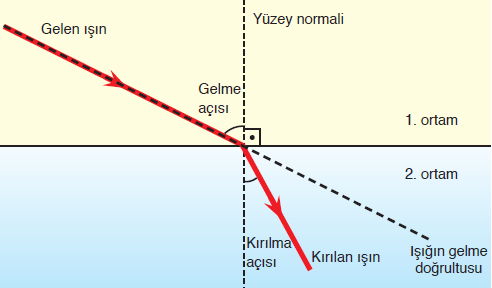 Yüzey normali
Gelen ışın
Gelme
açısı
1. ortam
2. ortam
Kırılma
açısı
Kırılan ışın
Işığın gelme
doğrultusu